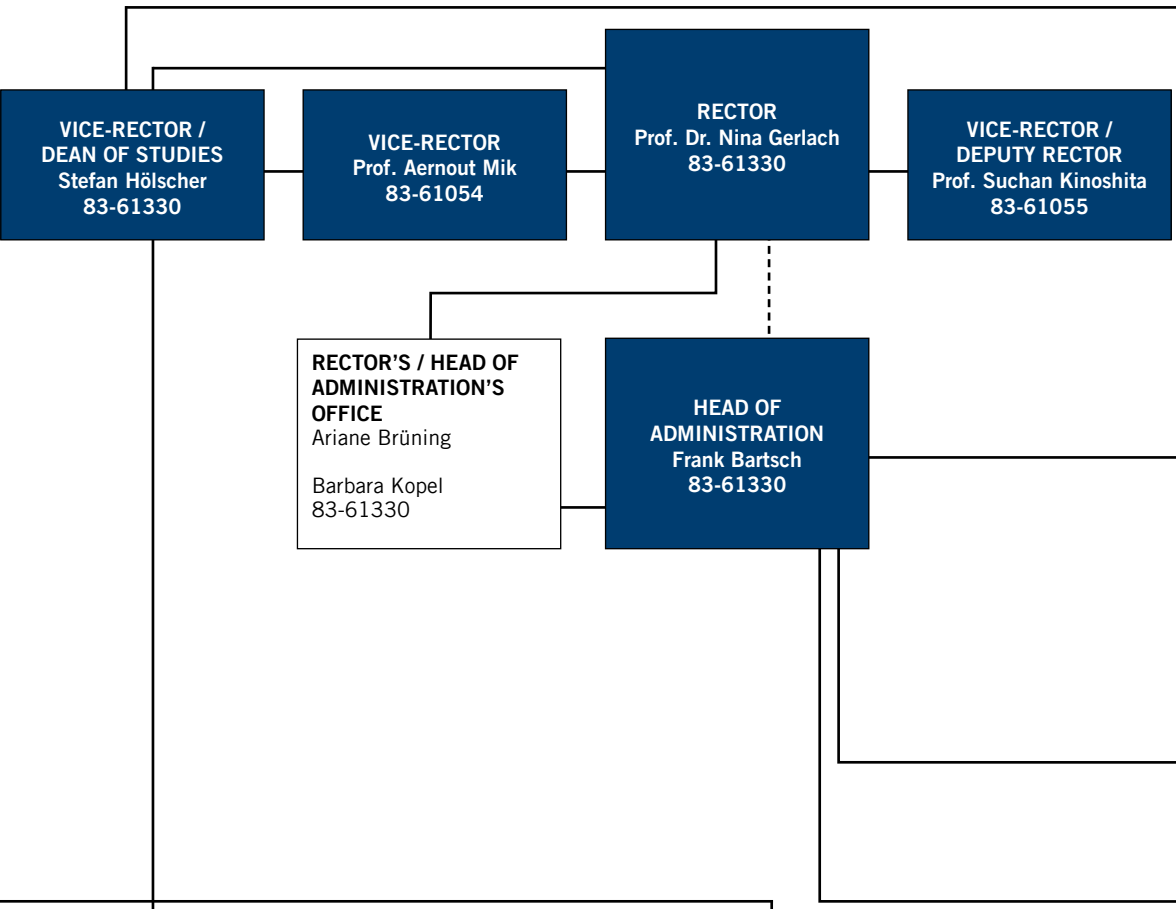 VICE-RECTOR /
DEAN OF STUDIES
Stefan Hölscher
83-61330
VICE-RECTOR
Prof. Aernout Mik
83-61054
RECTOR
Prof. Dr. Nina Gerlach
83-61330
VICE-RECTOR /
DEPUTY RECTOR
Prof. Suchan Kinoshita
83-61055
RECTOR'S / HEAD OF
ADMINISTRATION'S
OFFICE
Ariane Brüning
Barbara Kopel
83-61330
HEAD OF
ADMINISTRATION
Frank Bartsch
83-61330